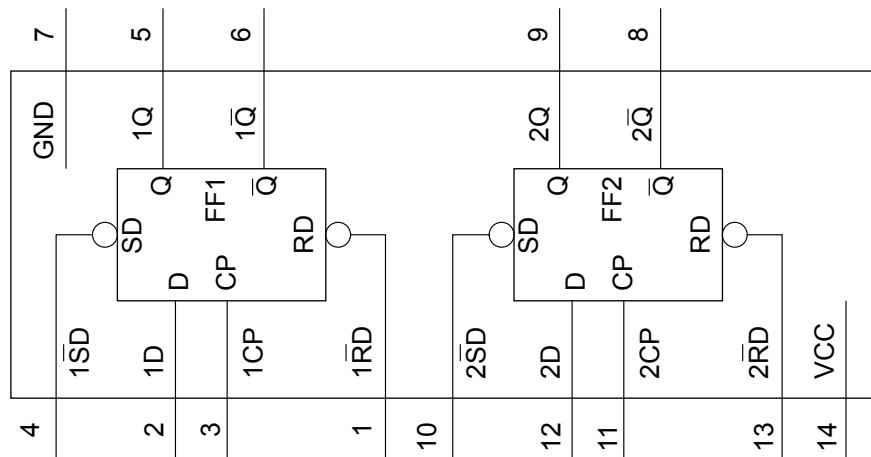 7
5
6
9
8
GND
1Q
1Q̅
2Q
2Q̅
Q
FF1
Q̅
Q
FF2
Q̅
SD
RD
SD
RD
D
CP
D
CP
1S̅D
1D
1CP
1R̅D
2S̅D
2D
2CP
2R̅D
VCC
4
2
3
1
10
12
11
13
14